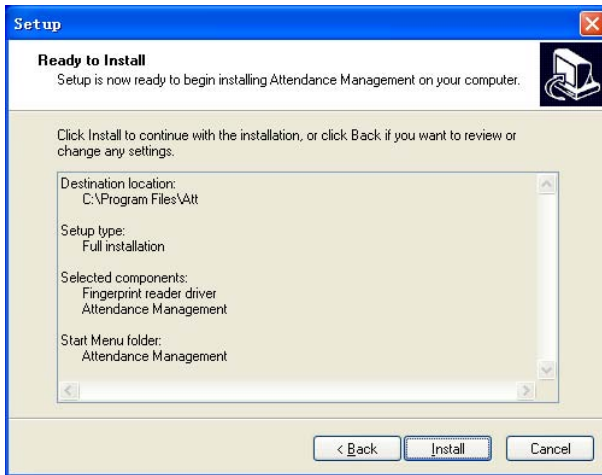 Setup
Ready to Install
Setup is now ready to begin installing Attendance Management on your computer.
Click Install to continue with the installation, or click Back if you want to review or
change any settings.
Destination location:
C:\Program Files\Att
Setup type:
Full installation
Selected components:
Fingerprint reader driver
Attendance Management
Start Menu folder:
Attendance Management
< Back
Install
Cancel